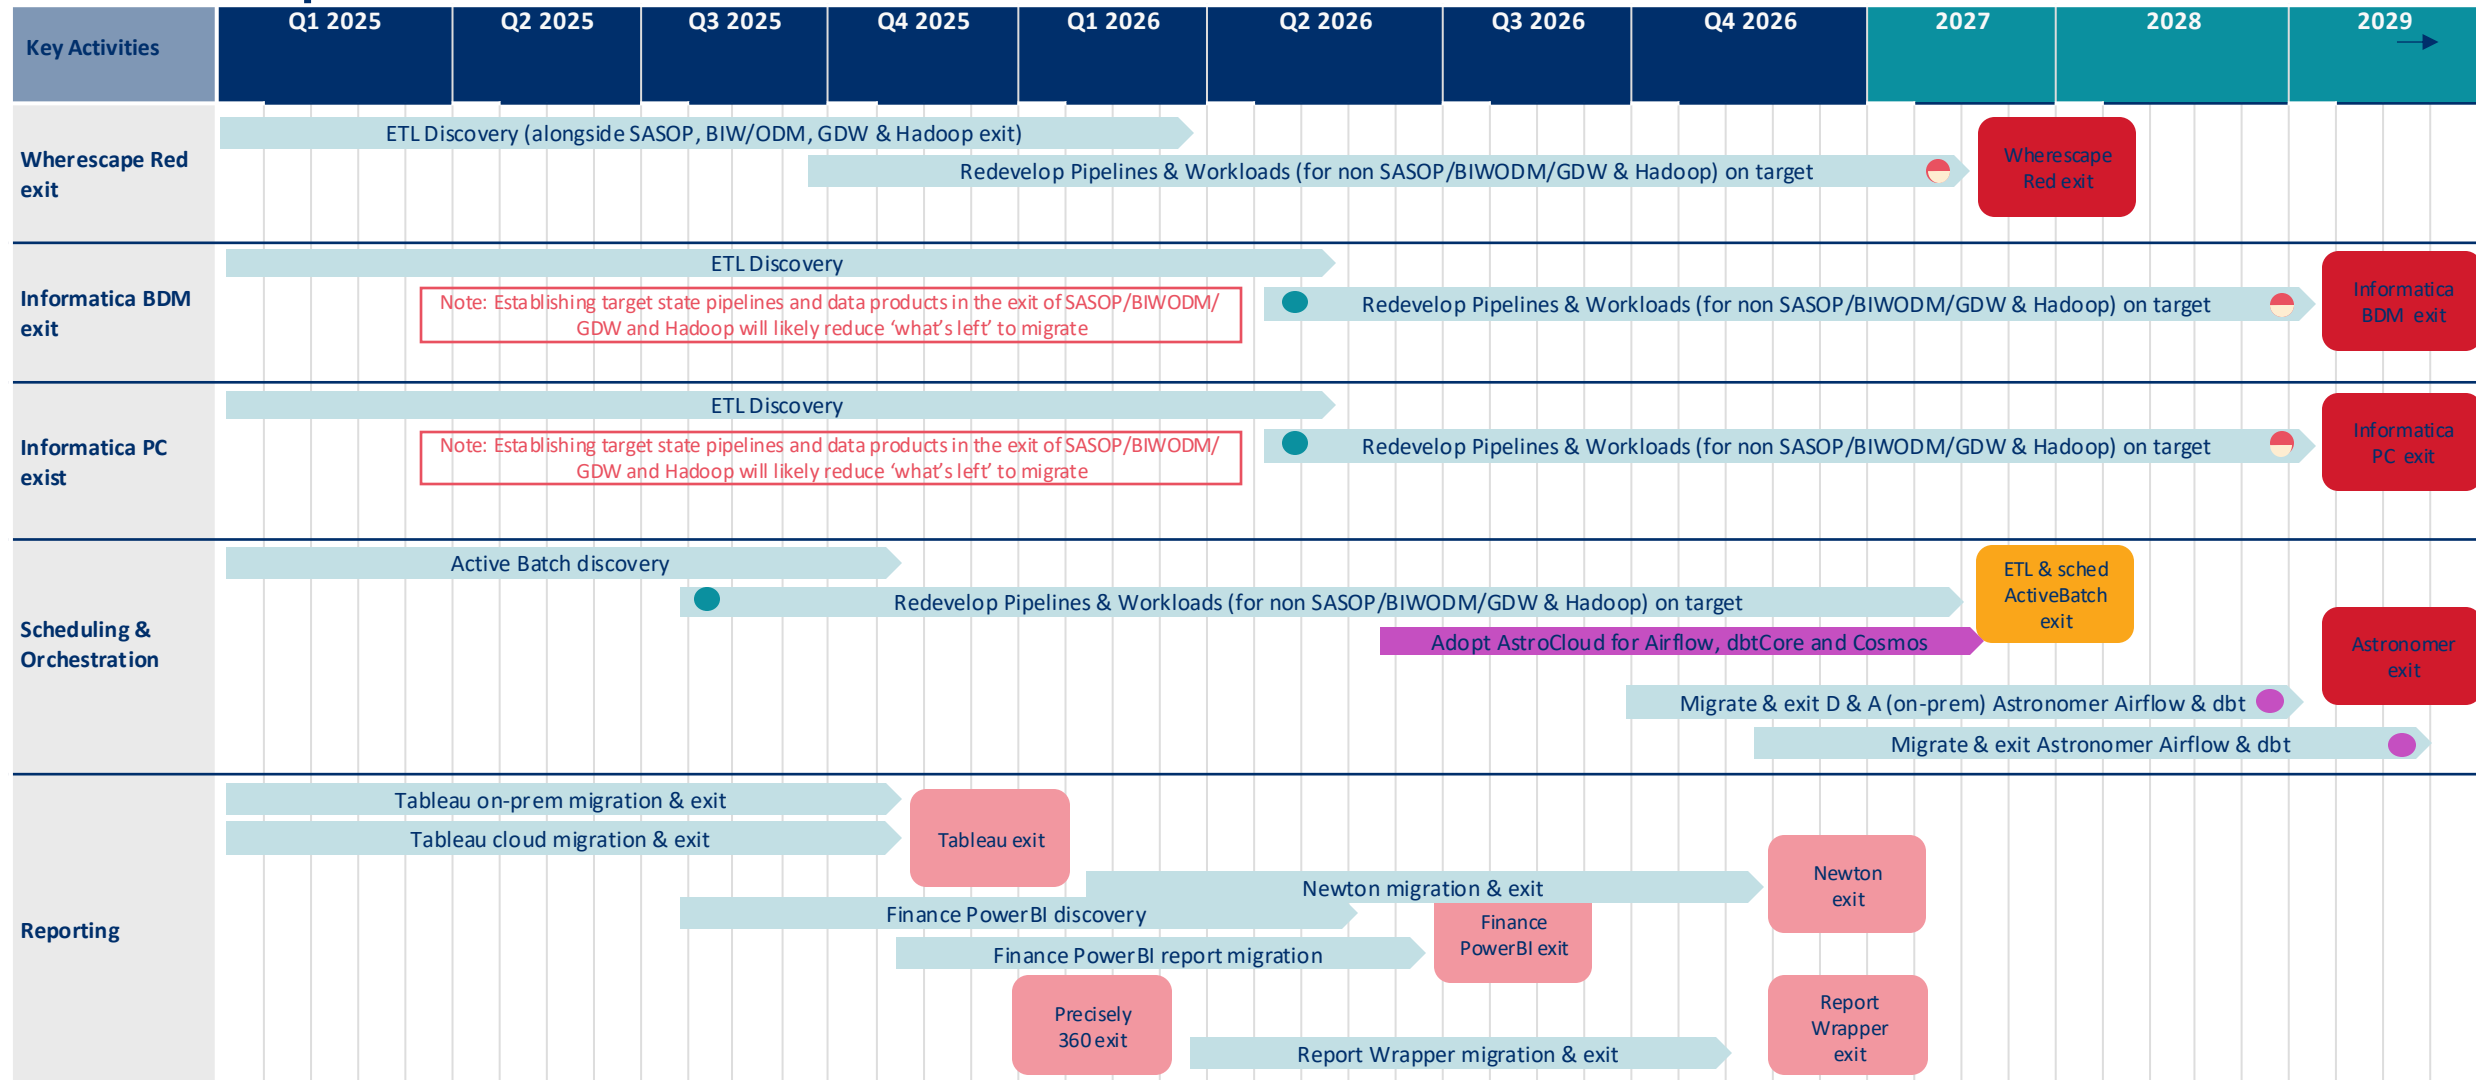 Key Activities
Q1 2025
Q2 2025
Q3 2025
Q4 2025
Q1 2026
Q2 2026
Q3 2026
Q4 2026
2027
2028
2029
Wherescape Red
exit
ETL Discovery (alongside SASOP, BIW/ODM, GDW & Hadoop exit)
Redevelop Pipelines & Workloads (for non SASOP/BIWODM/GDW & Hadoop) on target
Wherescape
Red exit
Informatica BDM
exit
ETL Discovery
Note: Establishing target state pipelines and data products in the exit of SASOP/BIWODM/
GDW and Hadoop will likely reduce ‘what’s left’ to migrate
Redevelop Pipelines & Workloads (for non SASOP/BIWODM/GDW & Hadoop) on target
Informatica
BDM exit
Informatica PC
exist
ETL Discovery
Note: Establishing target state pipelines and data products in the exit of SASOP/BIWODM/
GDW and Hadoop will likely reduce ‘what’s left’ to migrate
Redevelop Pipelines & Workloads (for non SASOP/BIWODM/GDW & Hadoop) on target
Informatica
PC exit
Scheduling &
Orchestration
Active Batch discovery
Redevelop Pipelines & Workloads (for non SASOP/BIWODM/GDW & Hadoop) on target
ETL & sched
ActiveBatch
exit
Adopt AstroCloud for Airflow, dbtCore and Cosmos
Astronomer
exit
Migrate & exit D & A (on-prem) Astronomer Airflow & dbt
Migrate & exit Astronomer Airflow & dbt
Reporting
Tableau on-prem migration & exit
Tableau cloud migration & exit
Tableau exit
Newton migration & exit
Newton
exit
Finance PowerBI discovery
Finance PowerBI report migration
Finance
PowerBI exit
Precisely
360 exit
Report Wrapper migration & exit
Report
Wrapper
exit